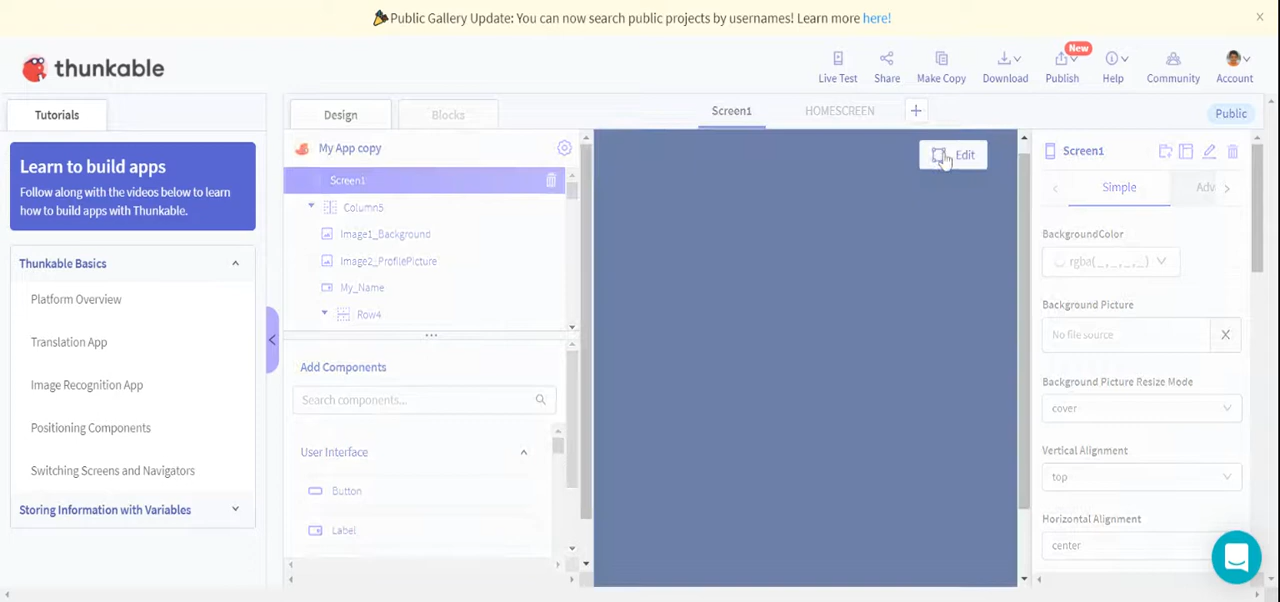 Public Gallery Update: You can now search public projects by usernames! Learn more here!
thunkable
Live Test
Share
Make Copy
Download
New
Publish
Help
Community
Account
Tutorials
Design
Blocks
Screen1
HOMESCREEN
Public
Learn to build apps
Follow along with the videos below to learn
how to build apps with Thunkable.
Thunkable Basics
Platform Overview
Translation App
Image Recognition App
Positioning Components
Switching Screens and Navigators
Storing Information with Variables
My App copy
Screen1
Column5
Image1_Background
Image2_ProfilePicture
My_Name
Row4
Add Components
Search components...
User Interface
Button
Label
Edit
Screen1
Simple
Adv
BackgroundColor
rgba(_,_,_,_)
Background Picture
No file source
X
Background Picture Resize Mode
cover
Vertical Alignment
top
Horizontal Alignment
center